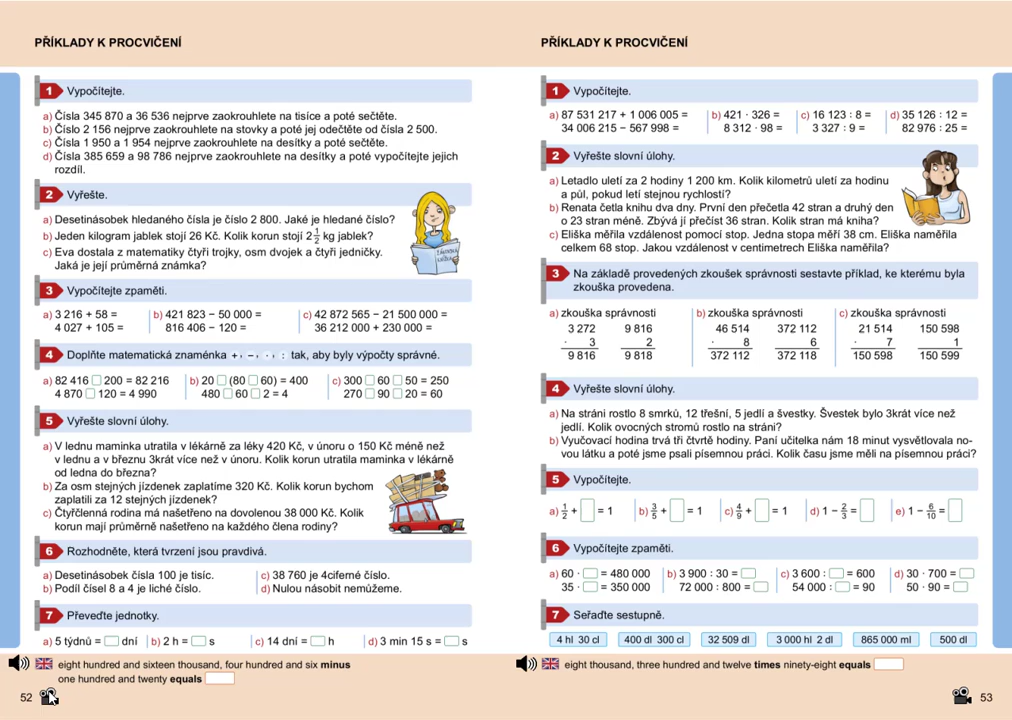 PŘÍKLADY K PROCVIČENÍ
1 Vypočítejte.
a) Čísla 345 870 a 36 536 nejprve zaokrouhlete na tisíce a poté sečtěte.
b) Číslo 2 156 nejprve zaokrouhlete na stovky a poté jej odečtěte od čísla 2 500.
c) Čísla 1 950 a 1 954 nejprve zaokrouhlete na desítky a poté sečtěte.
d) Čísla 385 659 a 98 786 nejprve zaokrouhlete na desítky a poté vypočítejte jejich
rozdíl.
2 Vyřešte.
a) Desetinásobek hledaného čísla je číslo 2 800. Jaké je hledané číslo?
b) Jeden kilogram jablek stojí 26 Kč. Kolik korun stojí 2 1/2 kg jablek?
c) Eva dostala z matematiky čtyři trojky, osm dvojek a čtyři jedničky.
Jaká je její průměrná známka?
3 Vypočítejte zpaměti.
a) 3 216 + 58 = b) 421 823 − 50 000 = c) 42 872 565 − 21 500 000 =
4 027 + 105 = 816 406 − 120 = 36 212 000 + 230 000 =
4 Doplňte matematická znaménka +, −, ·, : tak, aby byly výpočty správné.
a) 82 416 □ 200 = 82 216 b) 20 □ (80 □ 60) = 400 c) 300 □ 60 □ 50 = 250
4 870 □ 120 = 4 990 480 □ 60 □ 2 = 4 270 □ 90 □ 20 = 60
5 Vyřešte slovní úlohy.
a) V lednu maminka utratila v lékárně za léky 420 Kč, v únoru o 150 Kč méně než
v lednu a v březnu 3krát více než v únoru. Kolik korun utratila maminka v lékárně
od ledna do března?
b) Za osm stejných jízdenek zaplatíme 320 Kč. Kolik korun bychom
zaplatili za 12 stejných jízdenek?
c) Čtyřčlenná rodina má našetřeno na dovolenou 38 000 Kč. Kolik
korun mají průměrně našetřeno na každého člena rodiny?
6 Rozhodněte, která tvrzení jsou pravdivá.
a) Desetinásobek čísla 100 je tisíc. c) 38 760 je 4ciferné číslo.
b) Podíl čísel 8 a 4 je liché číslo. d) Nulou násobit nemůžeme.
7 Převeďte jednotky.
a) 5 týdnů = □ dní b) 2 h = □ s c) 14 dní = □ h d) 3 min 15 s = □ s
eight hundred and sixteen thousand, four hundred and six minus
one hundred and twenty equals
52
PŘÍKLADY K PROCVIČENÍ
1 Vypočítejte.
a) 87 531 217 + 1 006 005 = b) 421 · 326 = c) 16 123 : 8 = d) 35 126 : 12 =
34 006 215 − 567 998 = 8 312 · 98 = 3 327 : 9 = 82 976 : 25 =
2 Vyřešte slovní úlohy.
a) Letadlo uletí za 2 hodiny 1 200 km. Kolik kilometrů uletí za hodinu
a půl, pokud letí stejnou rychlostí?
b) Renata četla knihu dva dny. První den přečetla 42 stran a druhý den
o 23 stran méně. Zbývá jí přečíst 36 stran. Kolik stran má kniha?
c) Eliška měřila vzdálenost pomocí stop. Jedna stopa měří 38 cm. Eliška naměřila
celkem 68 stop. Jakou vzdálenost v centimetrech Eliška naměřila?
3 Na základě provedených zkoušek správnosti sestavte příklad, ke kterému byla
zkouška provedena.
a) zkouška správnosti b) zkouška správnosti c) zkouška správnosti
3 272 9 816 46 514 372 112 21 514 150 598
· 3 2 · 8 6 · 7 1
9 816 9 818 372 112 372 118 150 598 150 599
4 Vyřešte slovní úlohy.
a) Na stráni rostlo 8 smrků, 12 třešní, 5 jedlí a švestky. Švestek bylo 3krát více než
jedlí. Kolik ovocných stromů rostlo na stráni?
b) Vyučovací hodina trvá tři čtvrtě hodiny. Paní učitelka nám 18 minut vysvětlovala no-
vou látku a poté jsme psali písemnou práci. Kolik času jsme měli na písemnou práci?
5 Vypočítejte.
a) 1/2 + □ = 1 b) 3/5 + □ = 1 c) 4/9 + □ = 1 d) 1 − 2/3 = □ e) 1 − 6/10 = □
6 Vypočítejte zpaměti.
a) 60 · □ = 480 000 b) 3 900 : 30 = □ c) 3 600 : □ = 600 d) 30 · 700 = □
35 · □ = 350 000 72 000 : 800 = □ 54 000 : □ = 90 50 · 90 = □
7 Seřaďte sestupně.
4 hl 30 cl 400 dl 300 cl 32 509 dl 3 000 hl 2 dl 865 000 ml 500 dl
eight thousand, three hundred and twelve times ninety-eight equals
53